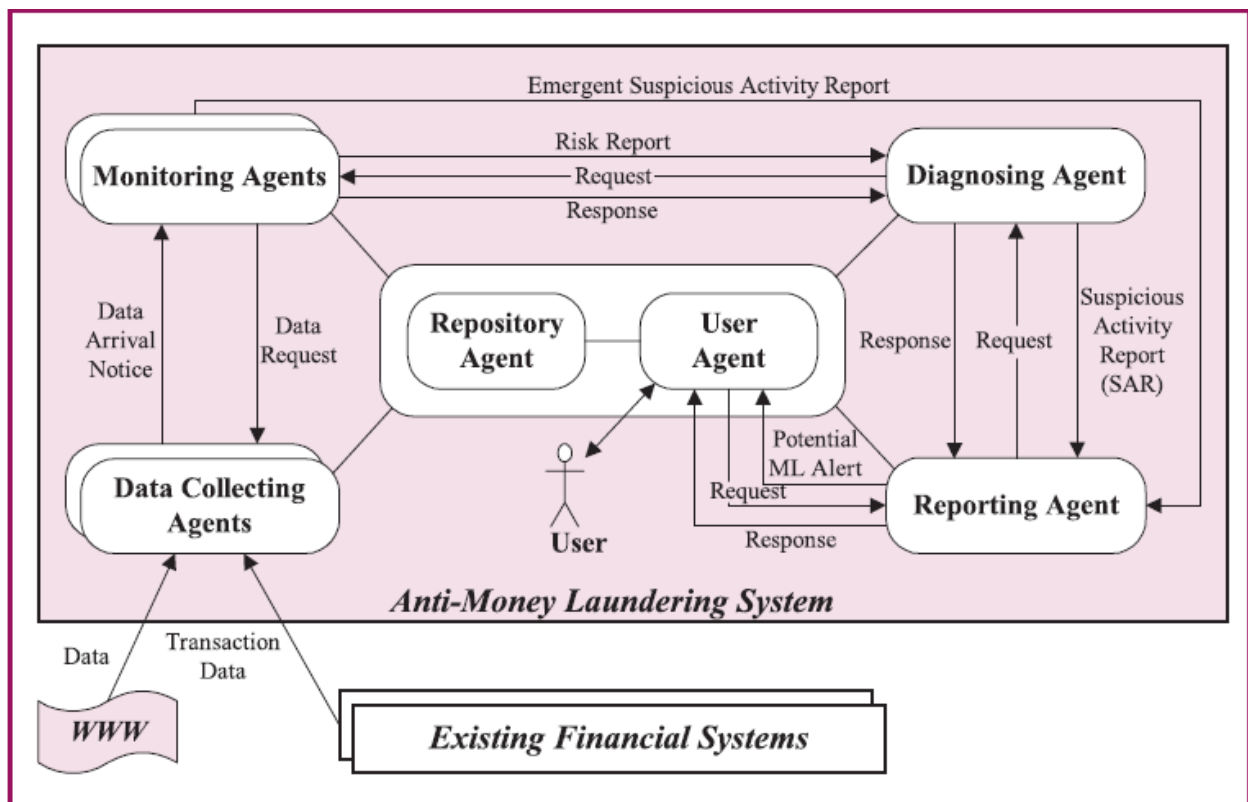 Emergent Suspicious Activity Report
Monitoring Agents
Risk Report
Request
Response
Diagnosing Agent
Data
Arrival
Notice
Data
Request
Repository
Agent
User
Agent
Response
Request
Suspicious
Activity
Report
(SAR)
Data Collecting
Agents
User
Potential
ML Alert
Request
Response
Reporting Agent
Anti-Money Laundering System
Data
Transaction
Data
WWW
Existing Financial Systems